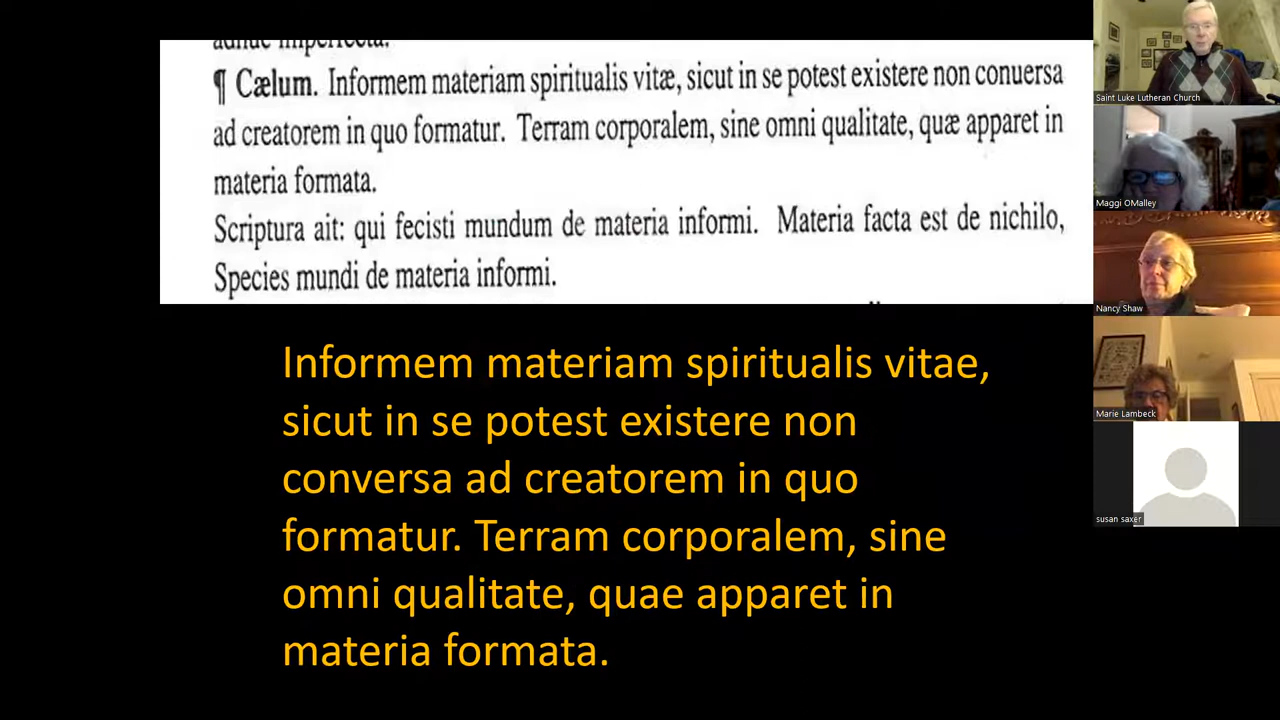 adhuc imperfecta.
¶ Cælum. Informem materiam spiritualis vitæ, sicut in se potest existere non conuersa
ad creatorem in quo formatur. Terram corporalem, sine omni qualitate, quæ apparet in
materia formata.
Scriptura ait: qui fecisti mundum de materia informi. Materia facta est de nichilo,
Species mundi de materia informi.
Informem materiam spiritualis vitae,
sicut in se potest existere non
conversa ad creatorem in quo
formatur. Terram corporalem, sine
omni qualitate, quae apparet in
materia formata.
Saint Luke Lutheran Church
Maggi OMalley
Nancy Shaw
Marie Lambeck
susan saxer